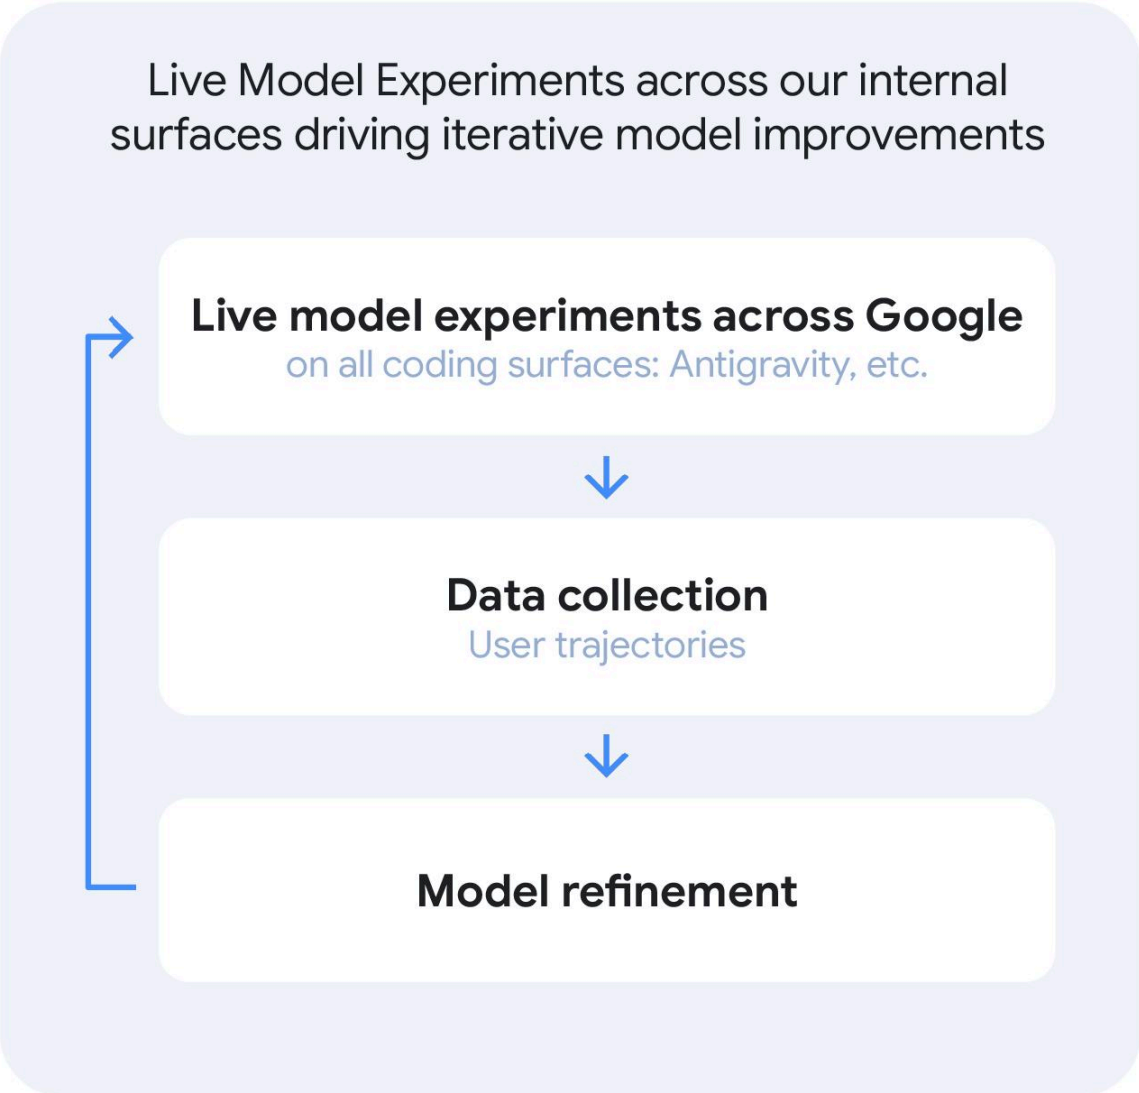 Live Model Experiments across our internal
surfaces driving iterative model improvements
Live model experiments across Google
on all coding surfaces: Antigravity, etc.
Data collection
User trajectories
Model refinement